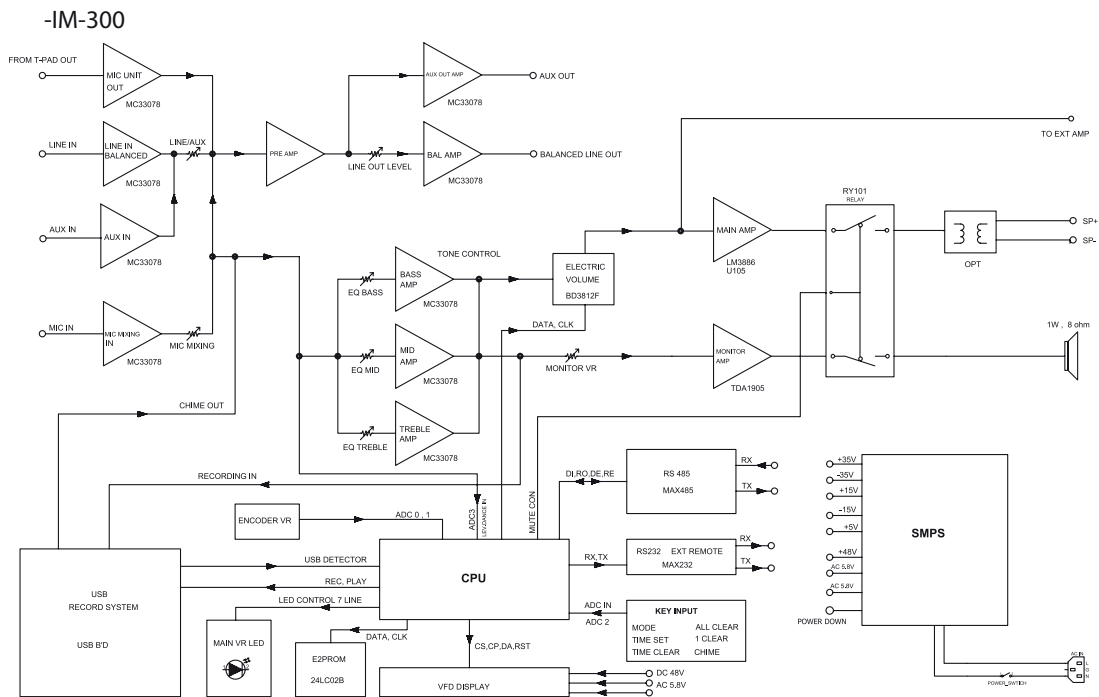 -IM-300
FROM T-PAD OUT
MIC UNIT
OUT
MC33078
AUX OUT AMP
MC33078
AUX OUT
LINE IN
LINE IN
BALANCED
MC33078
LINE/AUX
PRE AMP
LINE OUT LEVEL
BAL AMP
MC33078
BALANCED LINE OUT
TO EXT AMP
AUX IN
AUX IN
MC33078
MIC IN
MIC MIXING
IN
MC33078
MIC MIXING
TONE CONTROL
EQ BASS
BASS
AMP
MC33078
EQ MID
MID
AMP
MC33078
EQ TREBLE
TREBLE
AMP
MC33078
ELECTRIC
VOLUME
BD3812F
DATA, CLK
MAIN AMP
LM3886
U105
RY101
RELAY
OPT
SP+
SP-
MONITOR VR
MONITOR
AMP
TDA1905
1W , 8 ohm
CHIME OUT
RECORDING IN
ENCODER VR
ADC 0 , 1
ADC3
LEV.DANCE IN
MUTE CON
DI,RO,DE,RE
RS 485
MAX485
RX
TX
RX,TX
RS232 EXT REMOTE
MAX232
RX
TX
CPU
USB
RECORD SYSTEM
USB B'D
USB DETECTOR
REC, PLAY
LED CONTROL 7 LINE
MAIN VR LED
DATA, CLK
E2PROM
24LC02B
CS,CP,DA,RST
VFD DISPLAY
DC 48V
AC 5.8V
ADC IN
ADC 2
KEY INPUT
MODE ALL CLEAR
TIME SET 1 CLEAR
TIME CLEAR CHIME
+35V
-35V
+15V
-15V
+5V
+48V
AC 5.8V
AC 5.8V
POWER DOWN
SMPS
POWER_SWTICH
AC IN
L
G
N